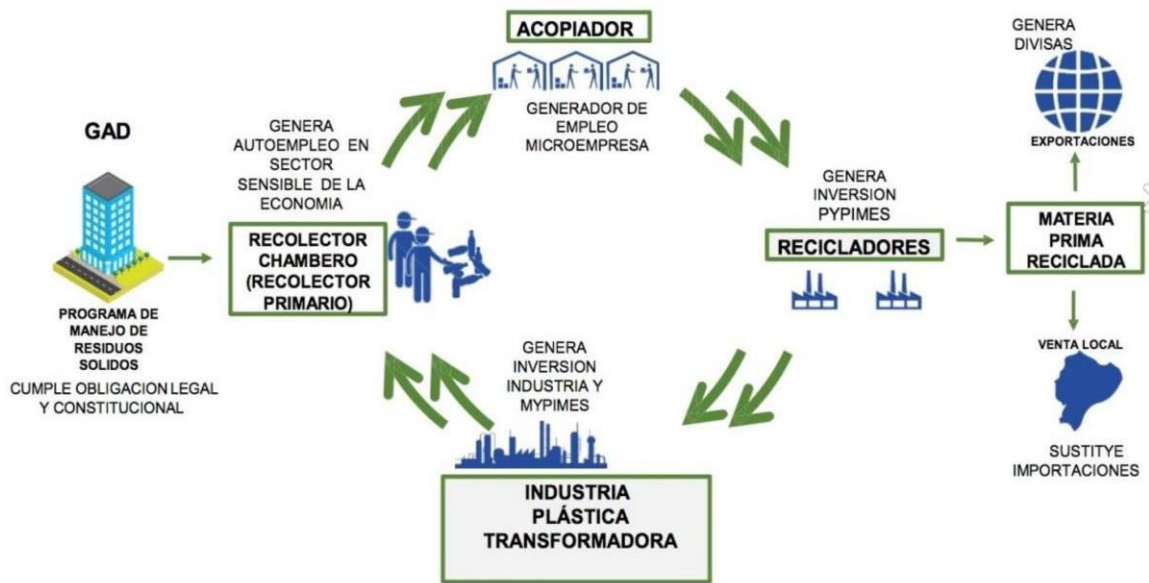 GAD
PROGRAMA DE
MANEJO DE
RESIDUOS
SOLIDOS
CUMPLE OBLIGACION LEGAL
Y CONSTITUCIONAL
GENERA
AUTOEMPLEO EN
SECTOR
SENSIBLE DE LA
ECONOMIA
RECOLECTOR
CHAMBERO
(RECOLECTOR
PRIMARIO)
ACOPIADOR
GENERADOR DE
EMPLEO
MICROEMPRESA
GENERA
INVERSION
PYPIMES
RECICLADORES
GENERA
INVERSION
INDUSTRIA Y
MYPIMES
INDUSTRIA
PLÁSTICA
TRANSFORMADORA
GENERA
DIVISAS
EXPORTACIONES
MATERIA
PRIMA
RECICLADA
VENTA LOCAL
SUSTITYE
IMPORTACIONES